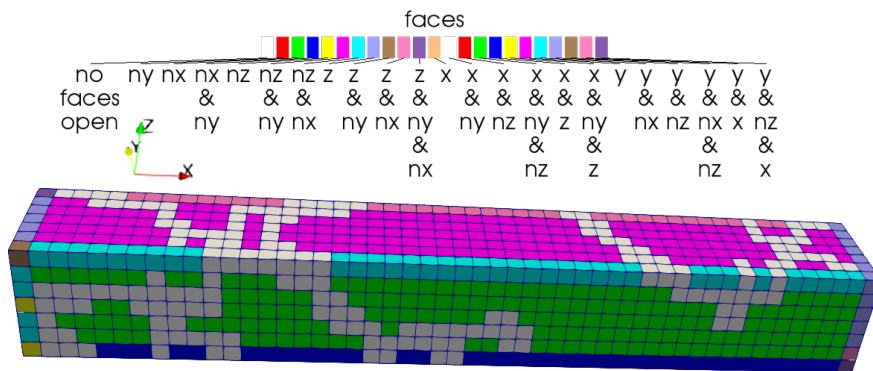 faces
no ny nx nx nz nz nz z z z z x x x x x x y y y y y y
faces & & & & & & & & & & & & & & & &
open ny ny nx ny nx ny ny nz ny z ny nx nz nx x nz
& & & & &
nx nz z nz x
Z
Y
X